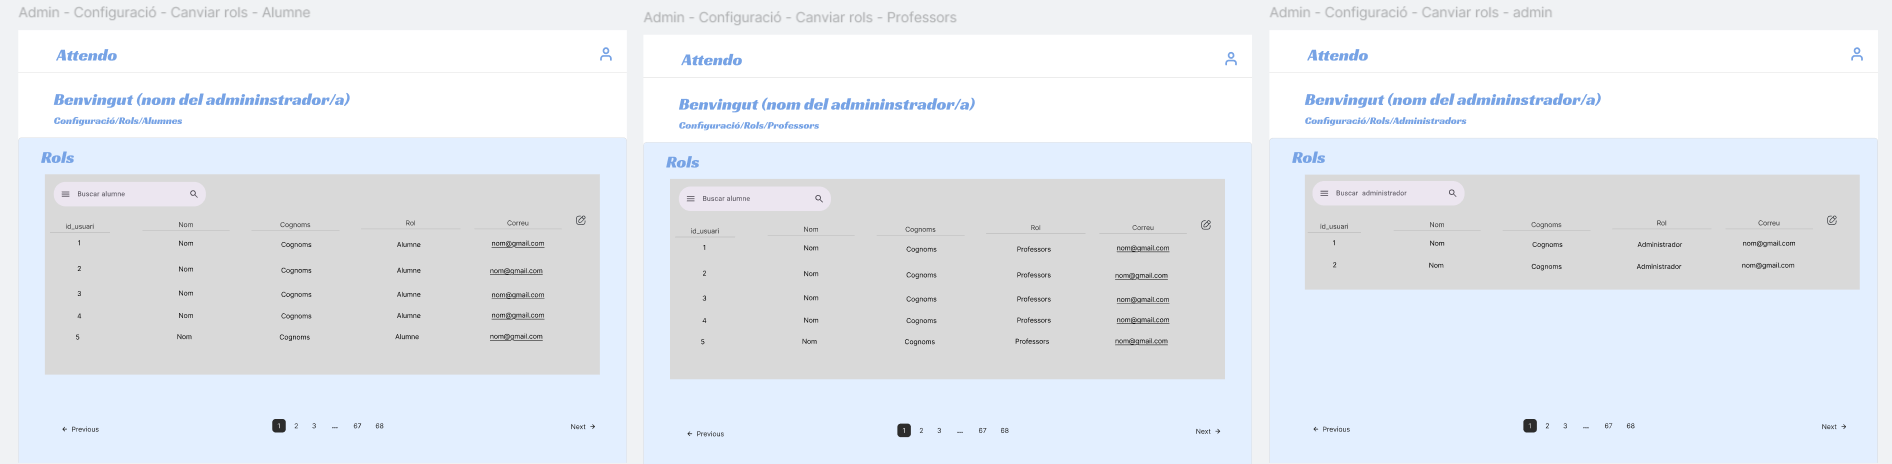 Admin - Configuració - Canviar rols - Alumne
Attendo
Benvingut (nom del admininstrador/a)
Configuració/Rols/Alumnes
Rols
Buscar alumne
id_usuari Nom Cognoms Rol Correu
1 Nom Cognoms Alumne nom@gmail.com
2 Nom Cognoms Alumne nom@gmail.com
3 Nom Cognoms Alumne nom@gmail.com
4 Nom Cognoms Alumne nom@gmail.com
5 Nom Cognoms Alumne nom@gmail.com
← Previous 1 2 3 ... 67 68 Next →
Admin - Configuració - Canviar rols - Professors
Attendo
Benvingut (nom del admininstrador/a)
Configuració/Rols/Professors
Rols
Buscar alumne
id_usuari Nom Cognoms Rol Correu
1 Nom Cognoms Professors nom@gmail.com
2 Nom Cognoms Professors nom@gmail.com
3 Nom Cognoms Professors nom@gmail.com
4 Nom Cognoms Professors nom@gmail.com
5 Nom Cognoms Professors nom@gmail.com
← Previous 1 2 3 ... 67 68 Next →
Admin - Configuració - Canviar rols - admin
Attendo
Benvingut (nom del admininstrador/a)
Configuració/Rols/Administradors
Rols
Buscar administrador
id_usuari Nom Cognoms Rol Correu
1 Nom Cognoms Administrador nom@gmail.com
2 Nom Cognoms Administrador nom@gmail.com
← Previous 1 2 3 ... 67 68 Next →